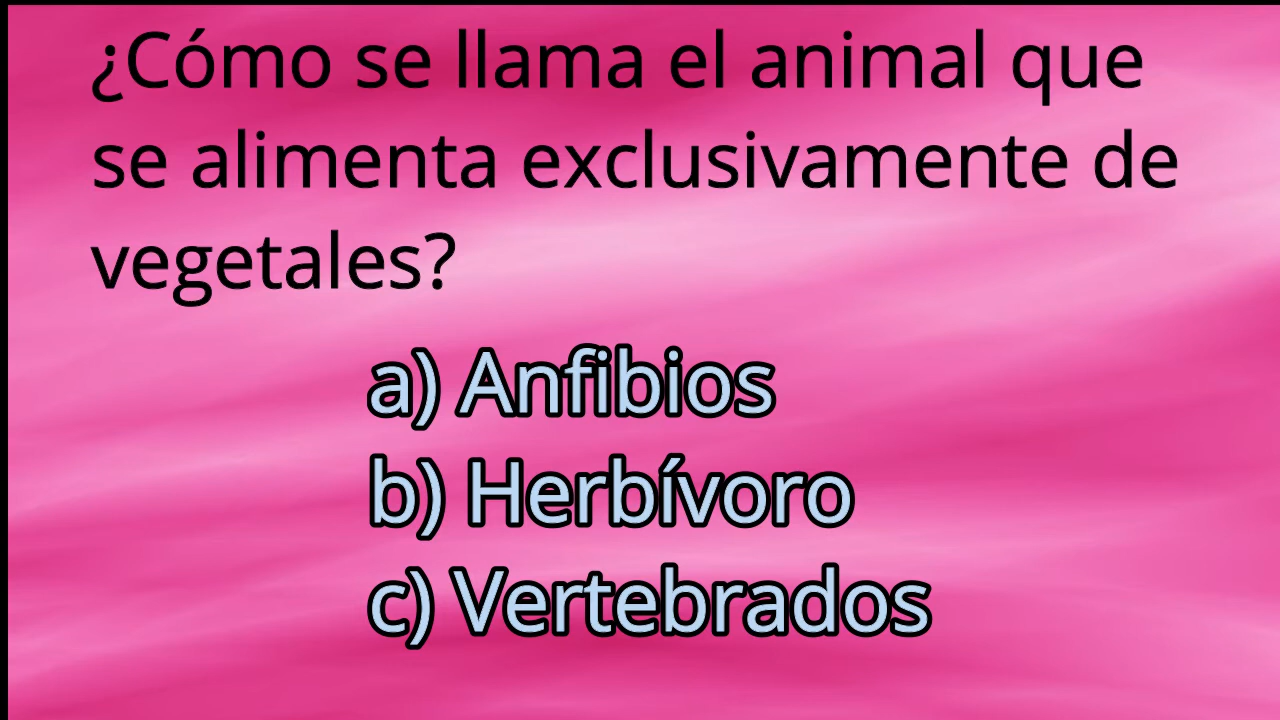 ¿Cómo se llama el animal que
se alimenta exclusivamente de
vegetales?
a) Anfibios
b) Herbívoro
c) Vertebrados